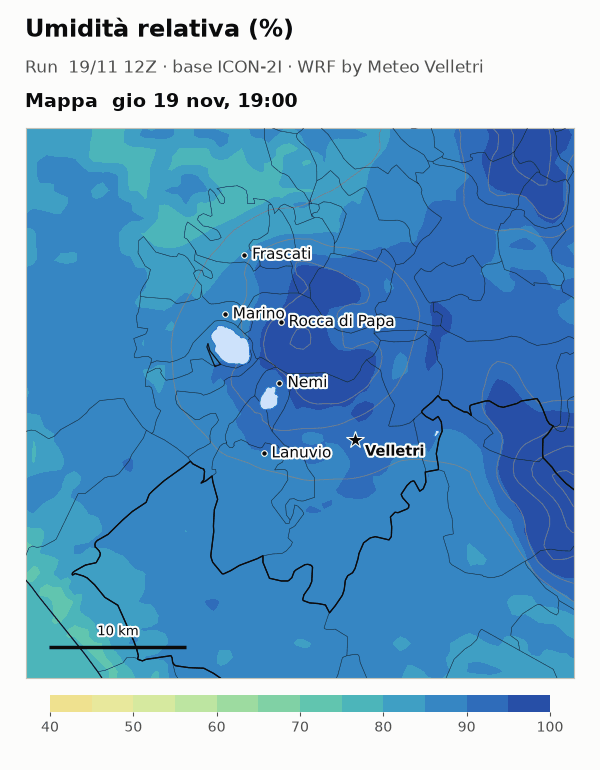 Umidità relativa (%)
Run  19/11 12Z · base ICON-2I · WRF by Meteo Velletri
Mappa  gio 19 nov, 19:00
Frascati
Marino
Rocca di Papa
Nemi
Velletri
Lanuvio
10 km
40 50 60 70 80 90 100